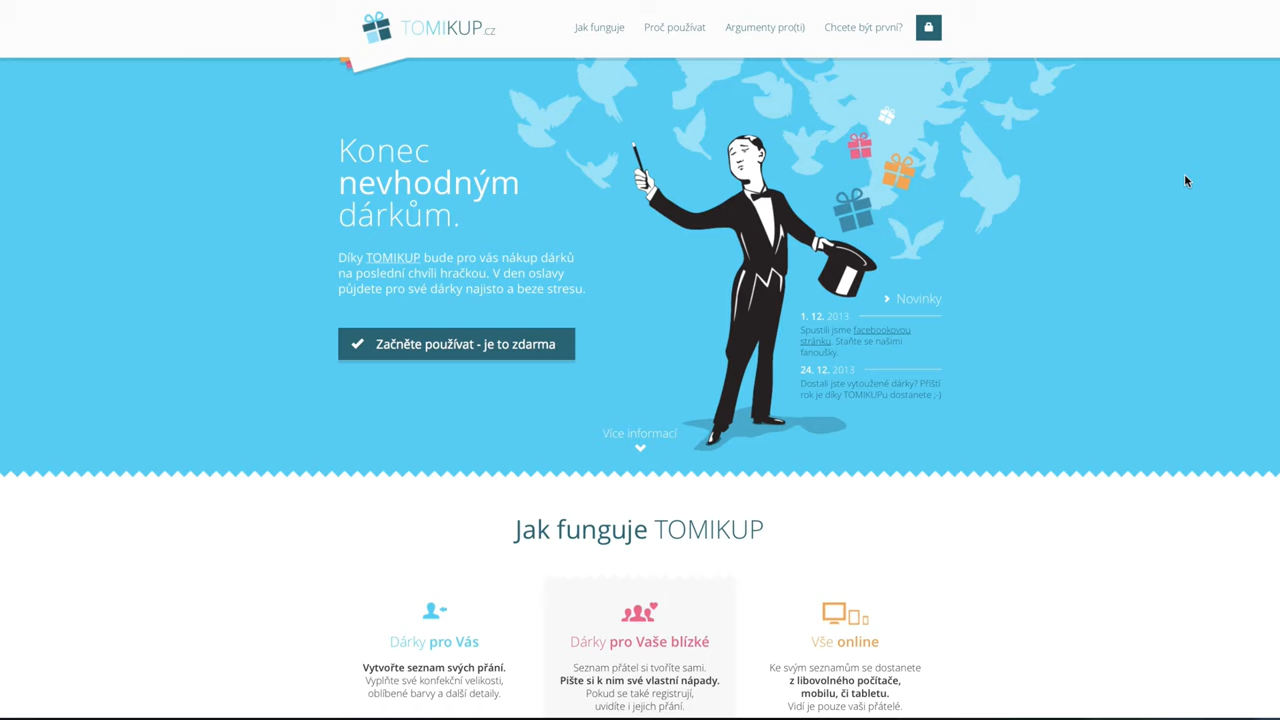 TOMIKUP.cz
Jak funguje
Proč používat
Argumenty pro(ti)
Chcete být první?
Konec
nevhodným
dárkům.
Díky TOMIKUP bude pro vás nákup dárků
na poslední chvíli hračkou. V den oslavy
půjdete pro své dárky najisto a beze stresu.
Začněte používat - je to zdarma
Novinky
1. 12. 2013
Spustili jsme facebookovou
stránku. Staňte se našimi
fanoušky.
24. 12. 2013
Dostali jste vytoužené dárky? Příští
rok je díky TOMIKUPu dostanete ;-)
Více informací
Jak funguje TOMIKUP
Dárky pro Vás
Vytvořte seznam svých přání.
Vyplňte své konfekční velikosti,
oblíbené barvy a další detaily.
Dárky pro Vaše blízké
Seznam přátel si tvoříte sami.
Pište si k nim své vlastní nápady.
Pokud se také registrují,
uvidíte i jejich přání.
Vše online
Ke svým seznamům se dostanete
z libovolného počítače,
mobilu, či tabletu.
Vidí je pouze vaši přátelé.